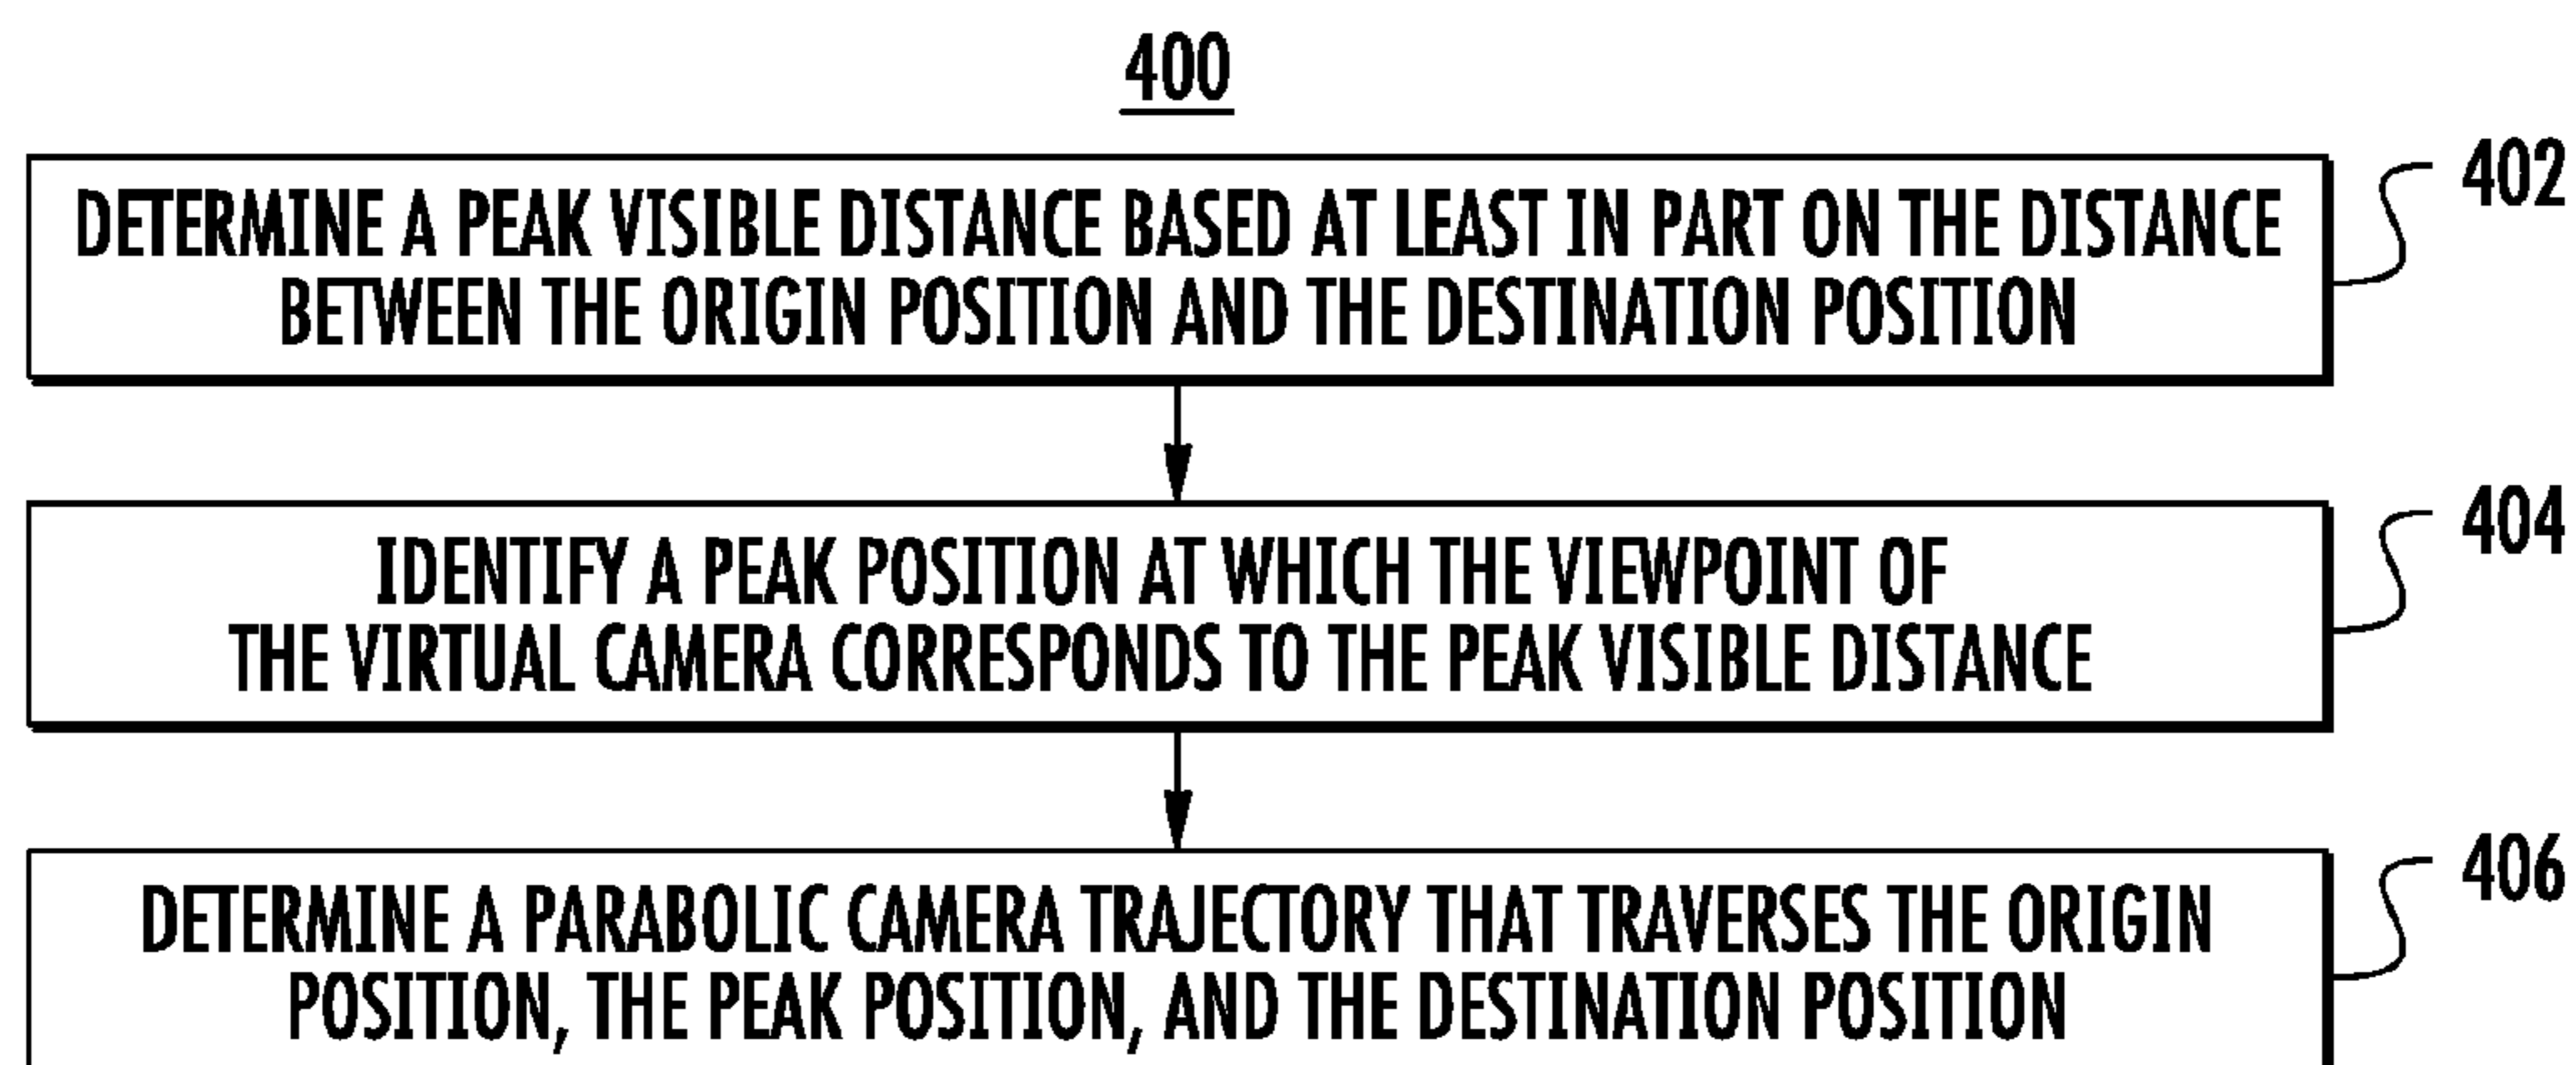 400
402
DETERMINE A PEAK VISIBLE DISTANCE BASED AT LEAST IN PART ON THE DISTANCE
BETWEEN THE ORIGIN POSITION AND THE DESTINATION POSITION
404
IDENTIFY A PEAK POSITION AT WHICH THE VIEWPOINT OF
THE VIRTUAL CAMERA CORRESPONDS TO THE PEAK VISIBLE DISTANCE
406
DETERMINE A PARABOLIC CAMERA TRAJECTORY THAT TRAVERSES THE ORIGIN
POSITION, THE PEAK POSITION, AND THE DESTINATION POSITION